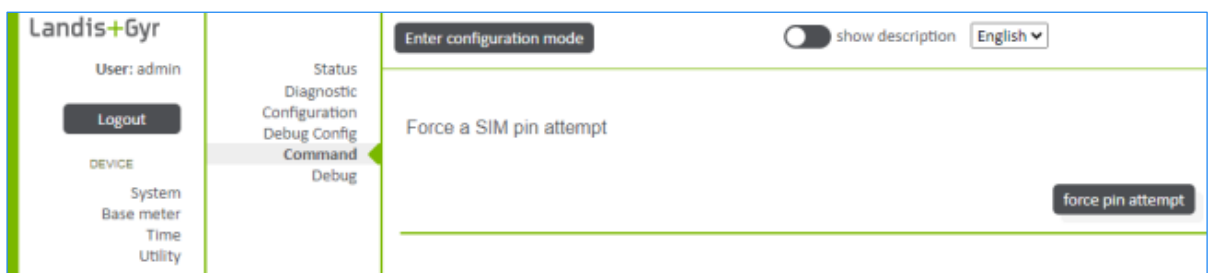 Landis+Gyr
User: admin
Logout
DEVICE
System
Base meter
Time
Utility
Status
Diagnostic
Configuration
Debug Config
Command
Debug
Enter configuration mode
show description
English
Force a SIM pin attempt
force pin attempt